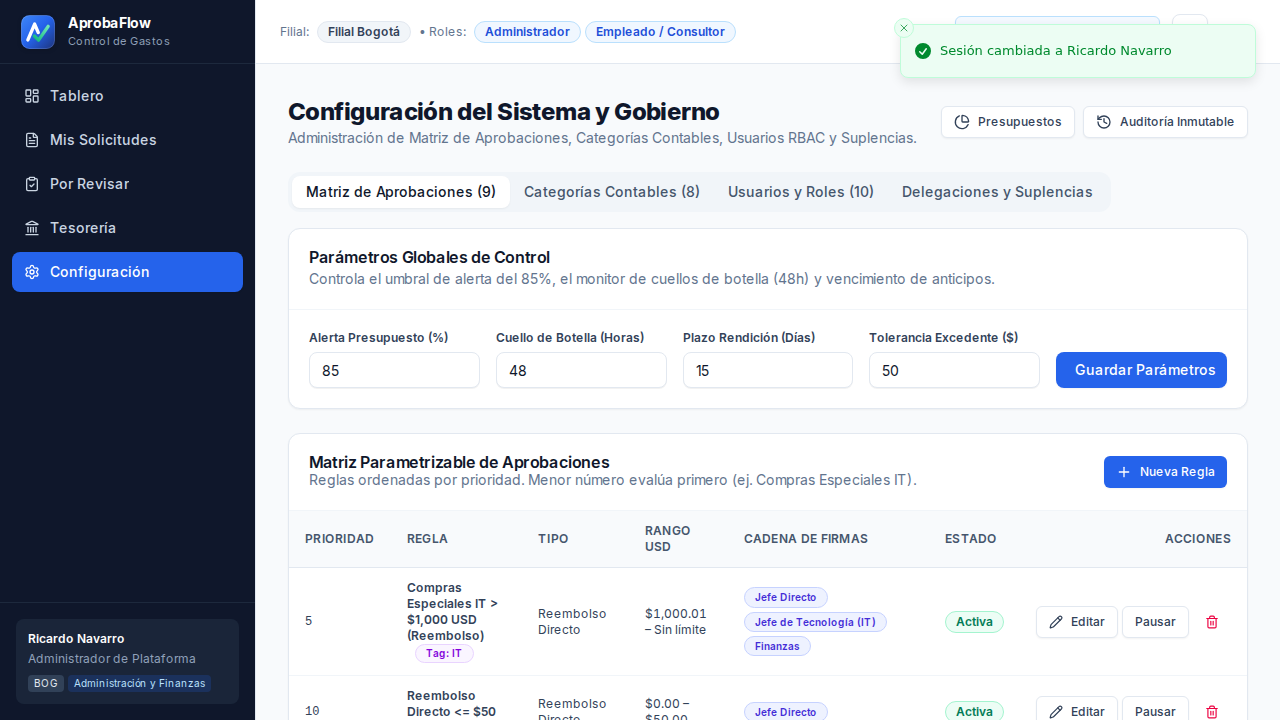 AprobaFlow
Control de Gastos
Tablero
Mis Solicitudes
Por Revisar
Tesorería
Configuración
Ricardo Navarro
Administrador de Plataforma
BOG Administración y Finanzas
Filial: Filial Bogotá • Roles: Administrador Empleado / Consultor
Sesión cambiada a Ricardo Navarro
Configuración del Sistema y Gobierno
Administración de Matriz de Aprobaciones, Categorías Contables, Usuarios RBAC y Suplencias.
Presupuestos
Auditoría Inmutable
Matriz de Aprobaciones (9) Categorías Contables (8) Usuarios y Roles (10) Delegaciones y Suplencias
Parámetros Globales de Control
Controla el umbral de alerta del 85%, el monitor de cuellos de botella (48h) y vencimiento de anticipos.
Alerta Presupuesto (%) Cuello de Botella (Horas) Plazo Rendición (Días) Tolerancia Excedente ($)
85 48 15 50 Guardar Parámetros
Matriz Parametrizable de Aprobaciones
Reglas ordenadas por prioridad. Menor número evalúa primero (ej. Compras Especiales IT).
Nueva Regla
PRIORIDAD REGLA TIPO RANGO USD CADENA DE FIRMAS ESTADO ACCIONES
5
Compras
Especiales IT >
$1,000 USD
(Reembolso)
Tag: IT
Reembolso
Directo
$1,000.01
– Sin límite
Jefe Directo
Jefe de Tecnología (IT)
Finanzas
Activa
Editar
Pausar
10
Reembolso
Directo <= $50
Reembolso
Directo
$0.00 –
$50.00
Jefe Directo
Activa
Editar
Pausar